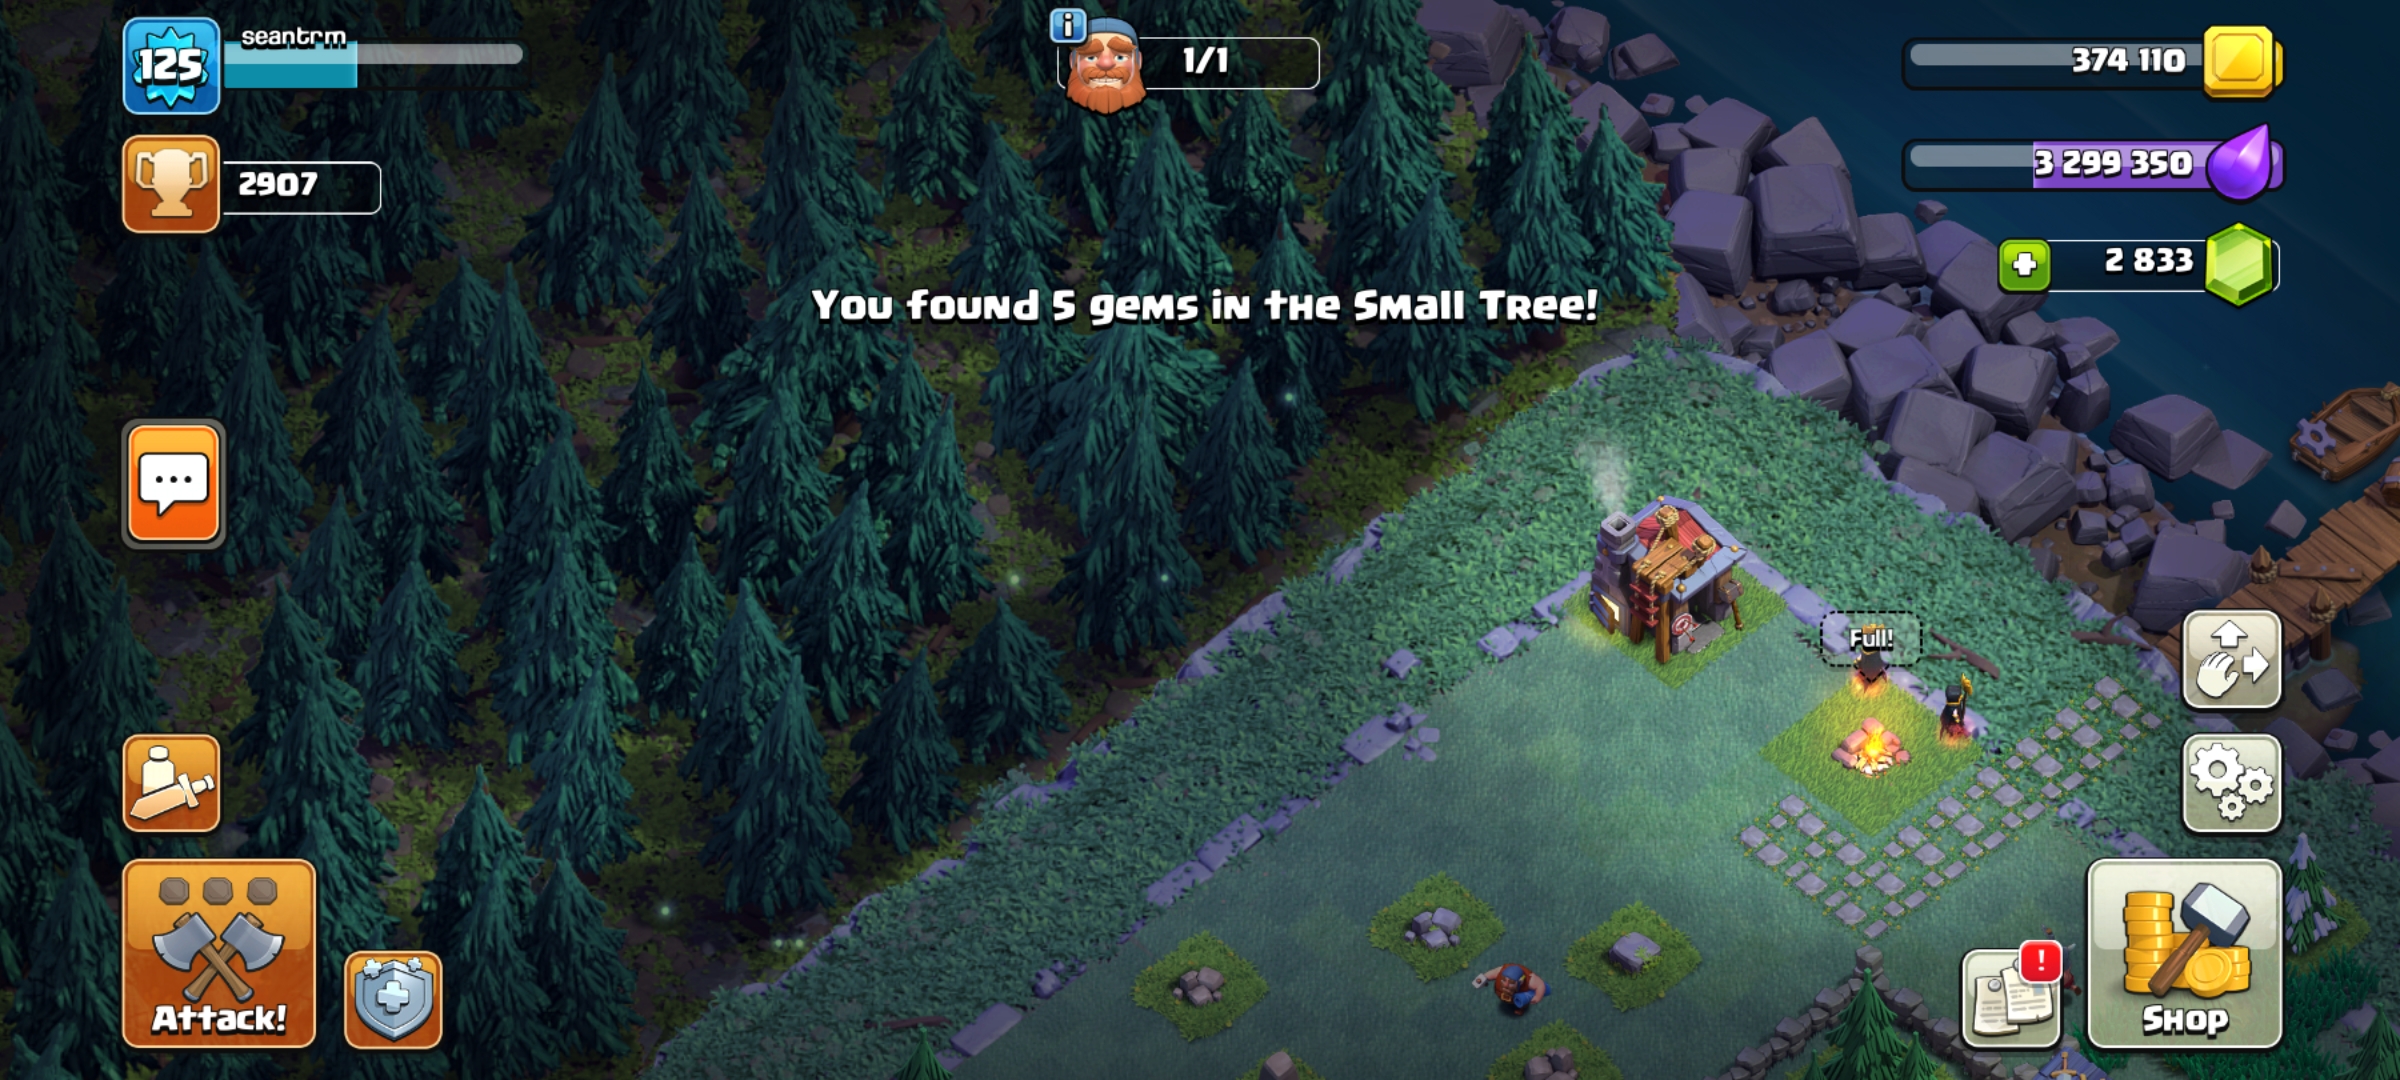 125
seantrm
1/1
374 110
2907
3 299 350
2 833
You found 5 gems in the Small Tree!
Full!
Attack!
!
Shop